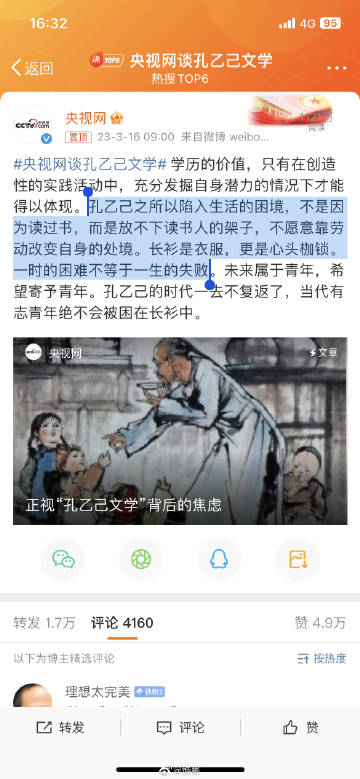 16:32
4G 95
返回
沸 TOP6 央视网谈孔乙己文学
热搜TOP6
央视网
置顶 23-3-16 09:00 来自微博 weibo...
阅读
CCTV.com
#央视网谈孔乙己文学# 学历的价值，只有在创造
性的实践活动中，充分发掘自身潜力的情况下才能
得以体现。孔乙己之所以陷入生活的困境，不是因
为读过书，而是放不下读书人的架子，不愿意靠劳
动改变自身的处境。长衫是衣服，更是心头枷锁。
一时的困难不等于一生的失败。未来属于青年，希
望寄予青年。孔乙己的时代一去不复返了，当代有
志青年绝不会被困在长衫中。
央视网
文章
正视“孔乙己文学”背后的焦虑
转发 1.7万 评论 4160 赞 4.9万
以下为博主精选评论 按热度
理想太完美 铁粉1
转发 评论 赞